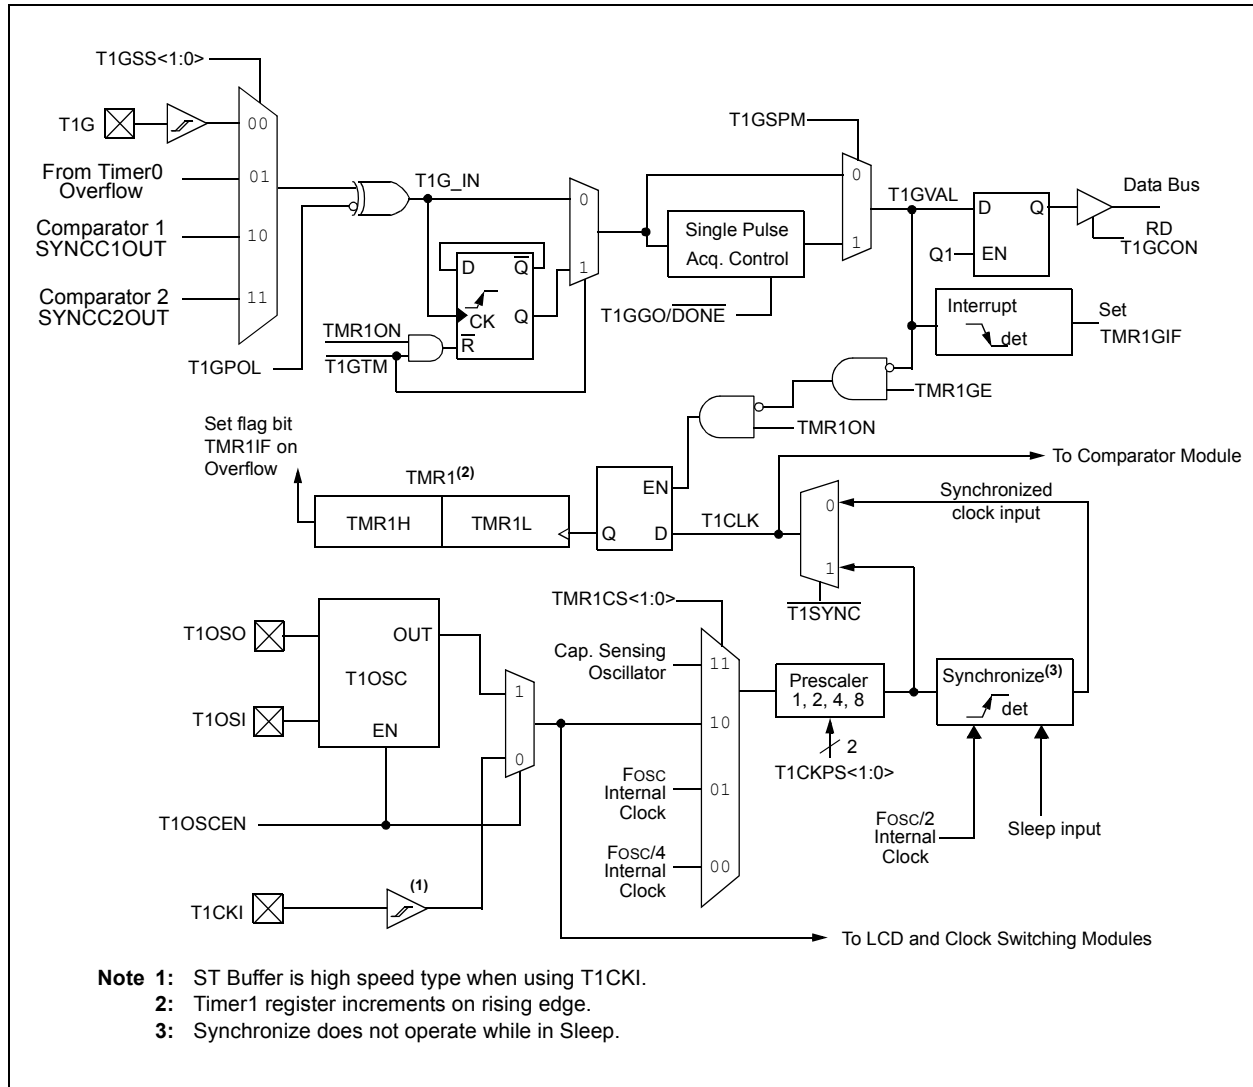 T1GSS<1:0>
T1G
00
From Timer0
Overflow
01
Comparator 1
SYNCC1OUT
10
Comparator 2
SYNCC2OUT
11
T1GPOL
T1G_IN
0
1
D
Q
CK
Q
R
TMR1ON
T1GTM
T1GSPM
0
1
Single Pulse
Acq. Control
T1GGO/DONE
T1GVAL
D
Q
Q1
EN
Data Bus
RD
T1GCON
Interrupt
det
Set
TMR1GIF
TMR1GE
TMR1ON
Set flag bit
TMR1IF on
Overflow
TMR1(2)
TMR1H
TMR1L
EN
Q
D
T1CLK
To Comparator Module
0
1
Synchronized
clock input
T1SYNC
T1OSO
OUT
T1OSC
T1OSI
EN
1
0
T1OSCEN
T1CKI
(1)
TMR1CS<1:0>
Cap. Sensing
Oscillator
11
10
FOSC
Internal
Clock
01
FOSC/4
Internal
Clock
00
Prescaler
1, 2, 4, 8
2
T1CKPS<1:0>
Synchronize(3)
det
FOSC/2
Internal
Clock
Sleep input
To LCD and Clock Switching Modules
Note 1: ST Buffer is high speed type when using T1CKI.
2: Timer1 register increments on rising edge.
3: Synchronize does not operate while in Sleep.